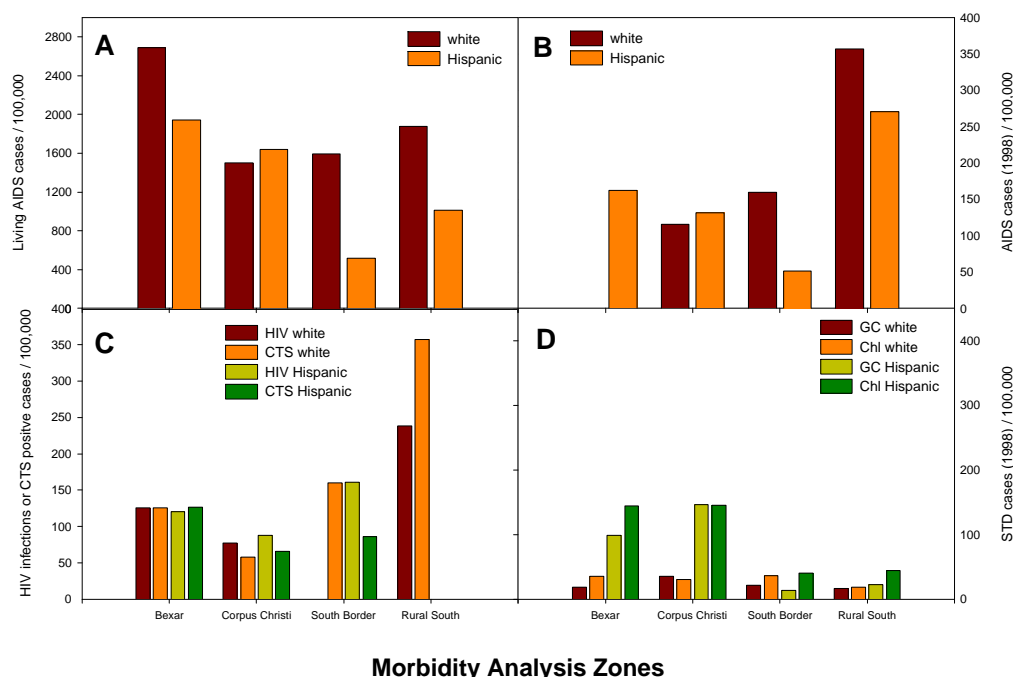 A
white
Hispanic
Living AIDS cases / 100,000
2800
2400
2000
1600
1200
800
400
0
B
white
Hispanic
AIDS cases (1998) / 100,000
400
350
300
250
200
150
100
50
0
C
HIV white
CTS white
HIV Hispanic
CTS Hispanic
HIV infections or CTS positve cases / 100,000
400
350
300
250
200
150
100
50
0
Bexar Corpus Christi South Border Rural South
D
GC white
Chl white
GC Hispanic
Chl Hispanic
STD cases (1998) / 100,000
400
300
200
100
0
Bexar Corpus Christi South Border Rural South
Morbidity Analysis Zones